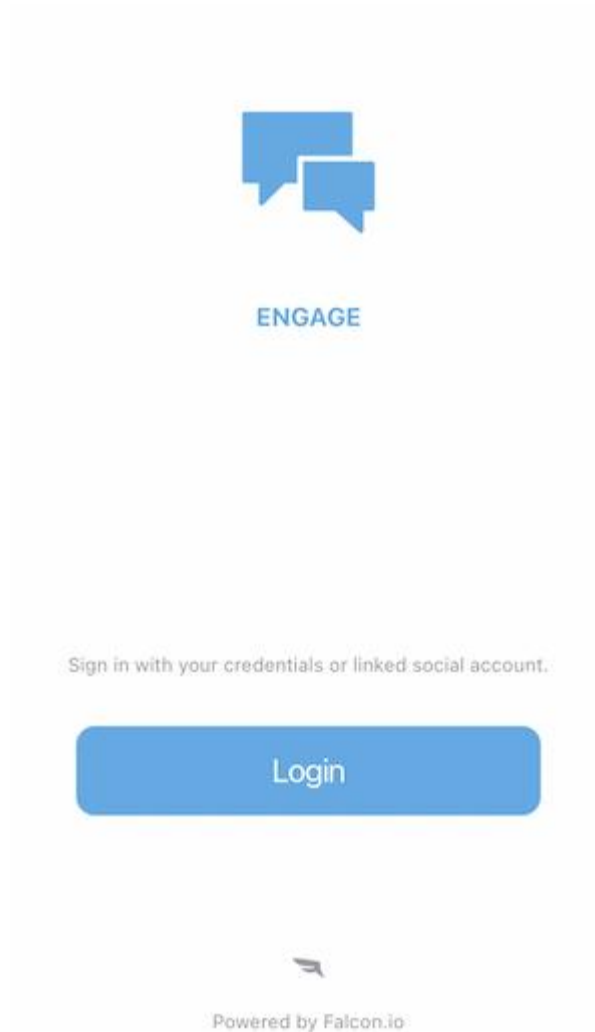 ENGAGE
Sign in with your credentials or linked social account.
Login
Powered by Falcon.io